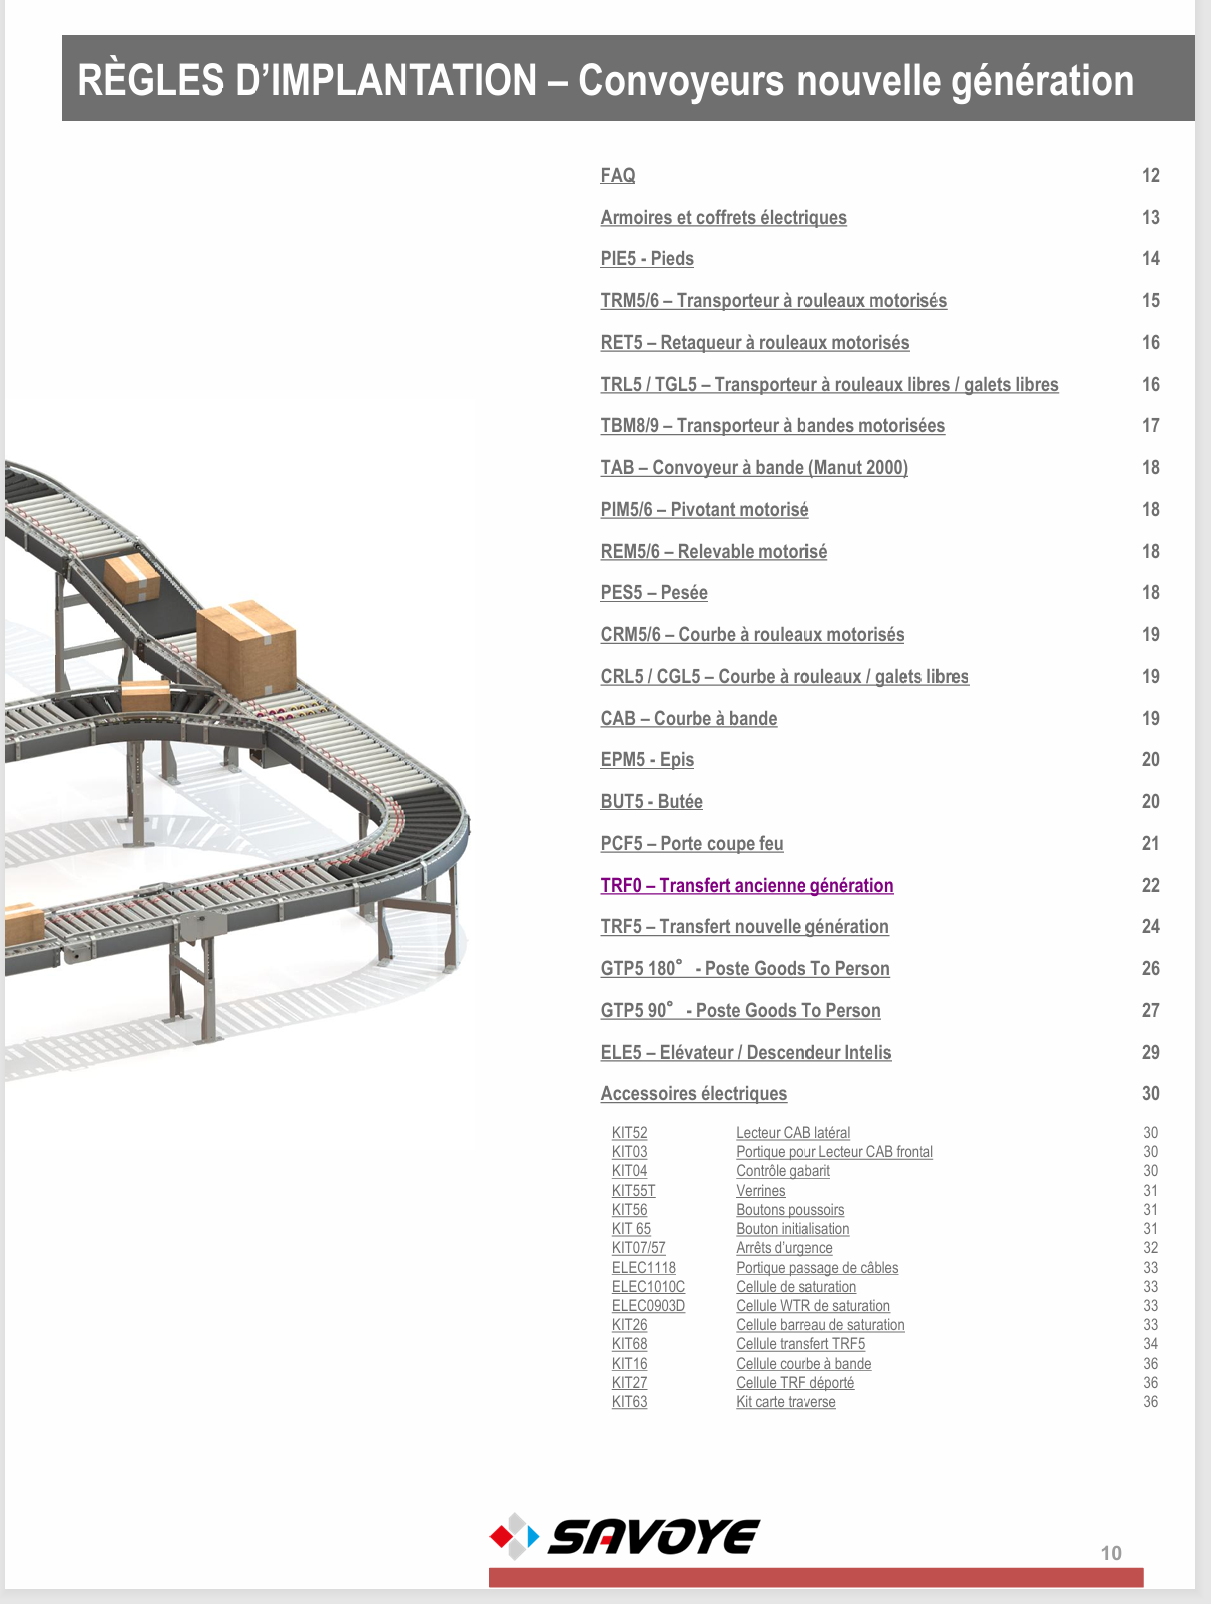 RÈGLES D’IMPLANTATION – Convoyeurs nouvelle génération
FAQ 12
Armoires et coffrets électriques 13
PIE5 - Pieds 14
TRM5/6 – Transporteur à rouleaux motorisés 15
RET5 – Retaqueur à rouleaux motorisés 16
TRL5 / TGL5 – Transporteur à rouleaux libres / galets libres 16
TBM8/9 – Transporteur à bandes motorisées 17
TAB – Convoyeur à bande (Manut 2000) 18
PIM5/6 – Pivotant motorisé 18
REM5/6 – Relevable motorisé 18
PES5 – Pesée 18
CRM5/6 – Courbe à rouleaux motorisés 19
CRL5 / CGL5 – Courbe à rouleaux / galets libres 19
CAB – Courbe à bande 19
EPM5 - Epis 20
BUT5 - Butée 20
PCF5 – Porte coupe feu 21
TRF0 – Transfert ancienne génération 22
TRF5 – Transfert nouvelle génération 24
GTP5 180° - Poste Goods To Person 26
GTP5 90° - Poste Goods To Person 27
ELE5 – Elévateur / Descendeur Intelis 29
Accessoires électriques 30
KIT52 Lecteur CAB latéral 30
KIT03 Portique pour Lecteur CAB frontal 30
KIT04 Contrôle gabarit 30
KIT55T Verrines 31
KIT56 Boutons poussoirs 31
KIT 65 Bouton initialisation 31
KIT07/57 Arrêts d’urgence 32
ELEC1118 Portique passage de câbles 33
ELEC1010C Cellule de saturation 33
ELEC0903D Cellule WTR de saturation 33
KIT26 Cellule barreau de saturation 33
KIT68 Cellule transfert TRF5 34
KIT16 Cellule courbe à bande 36
KIT27 Cellule TRF déporté 36
KIT63 Kit carte traverse 36
SAVOYE
10